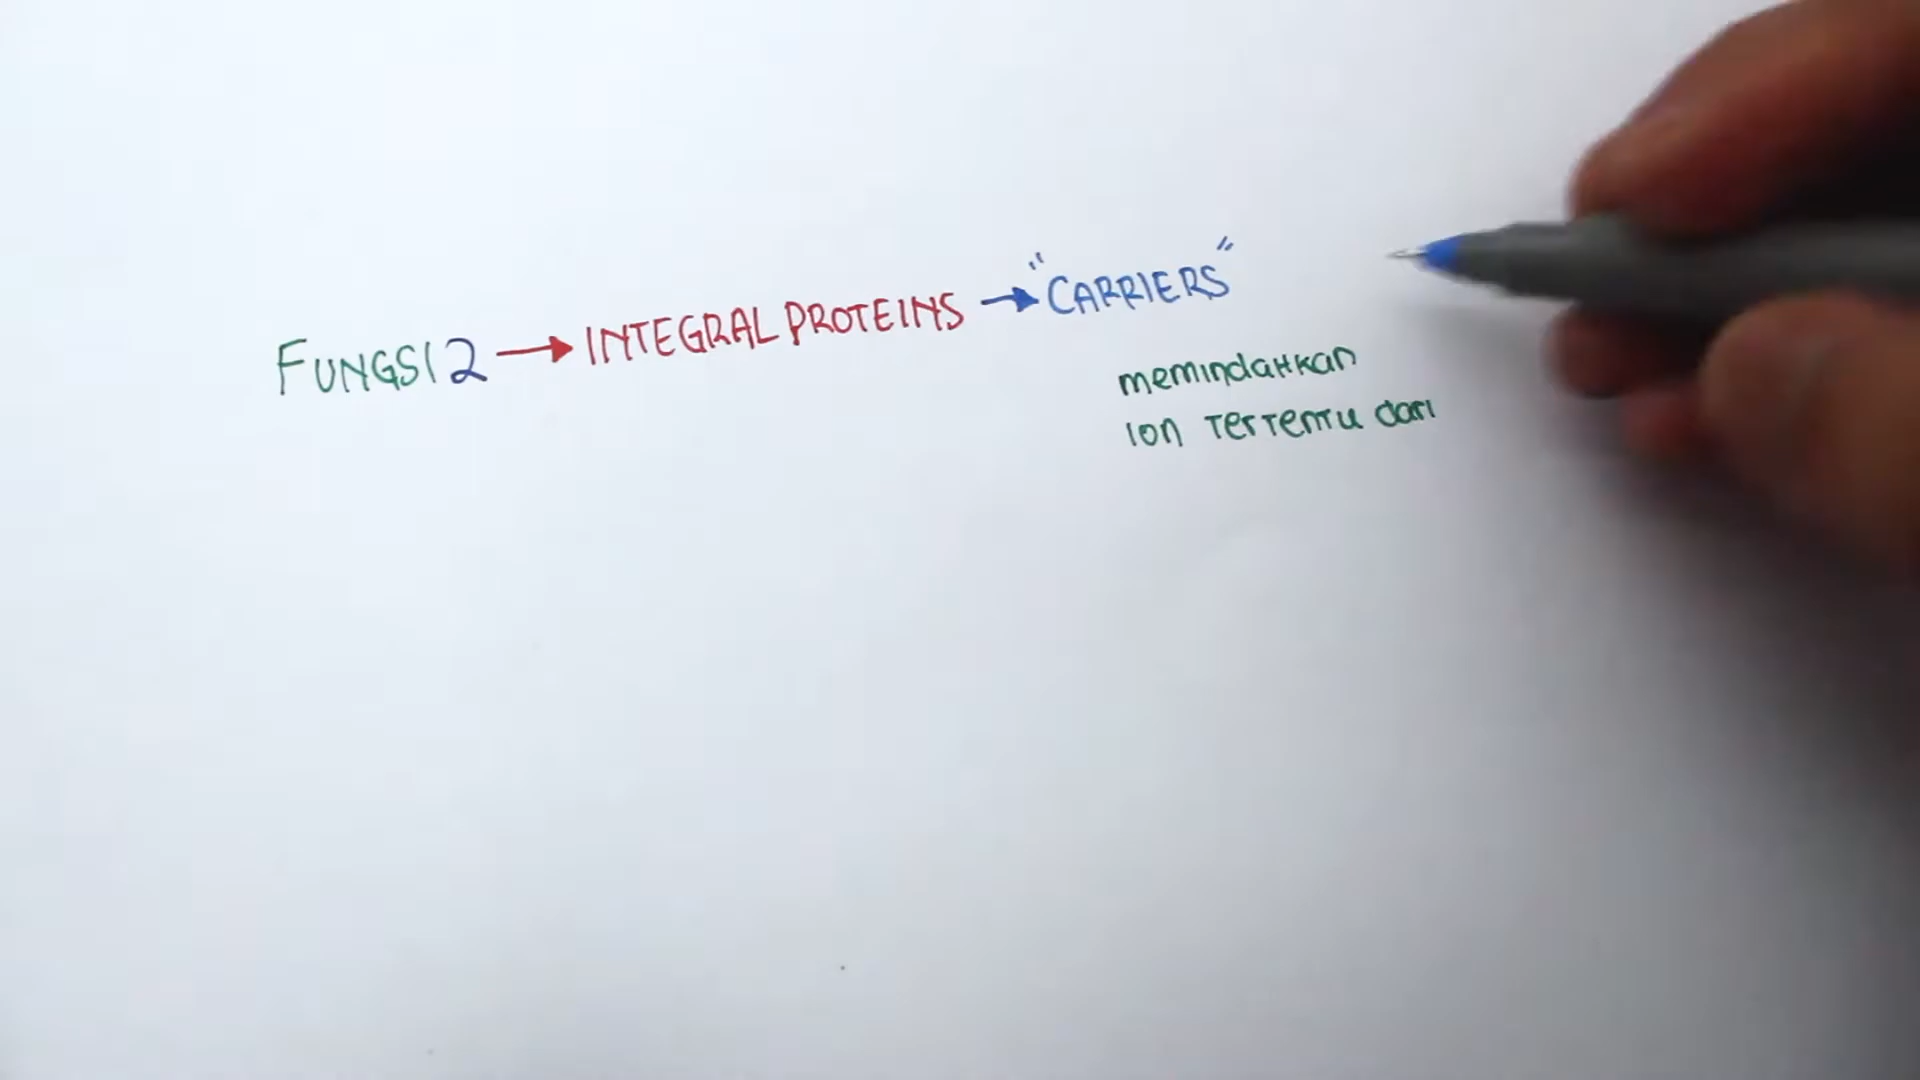 FUNGSI 2 → INTEGRAL PROTEINS → "CARRIERS"
memindahkan
ion tertentu dari